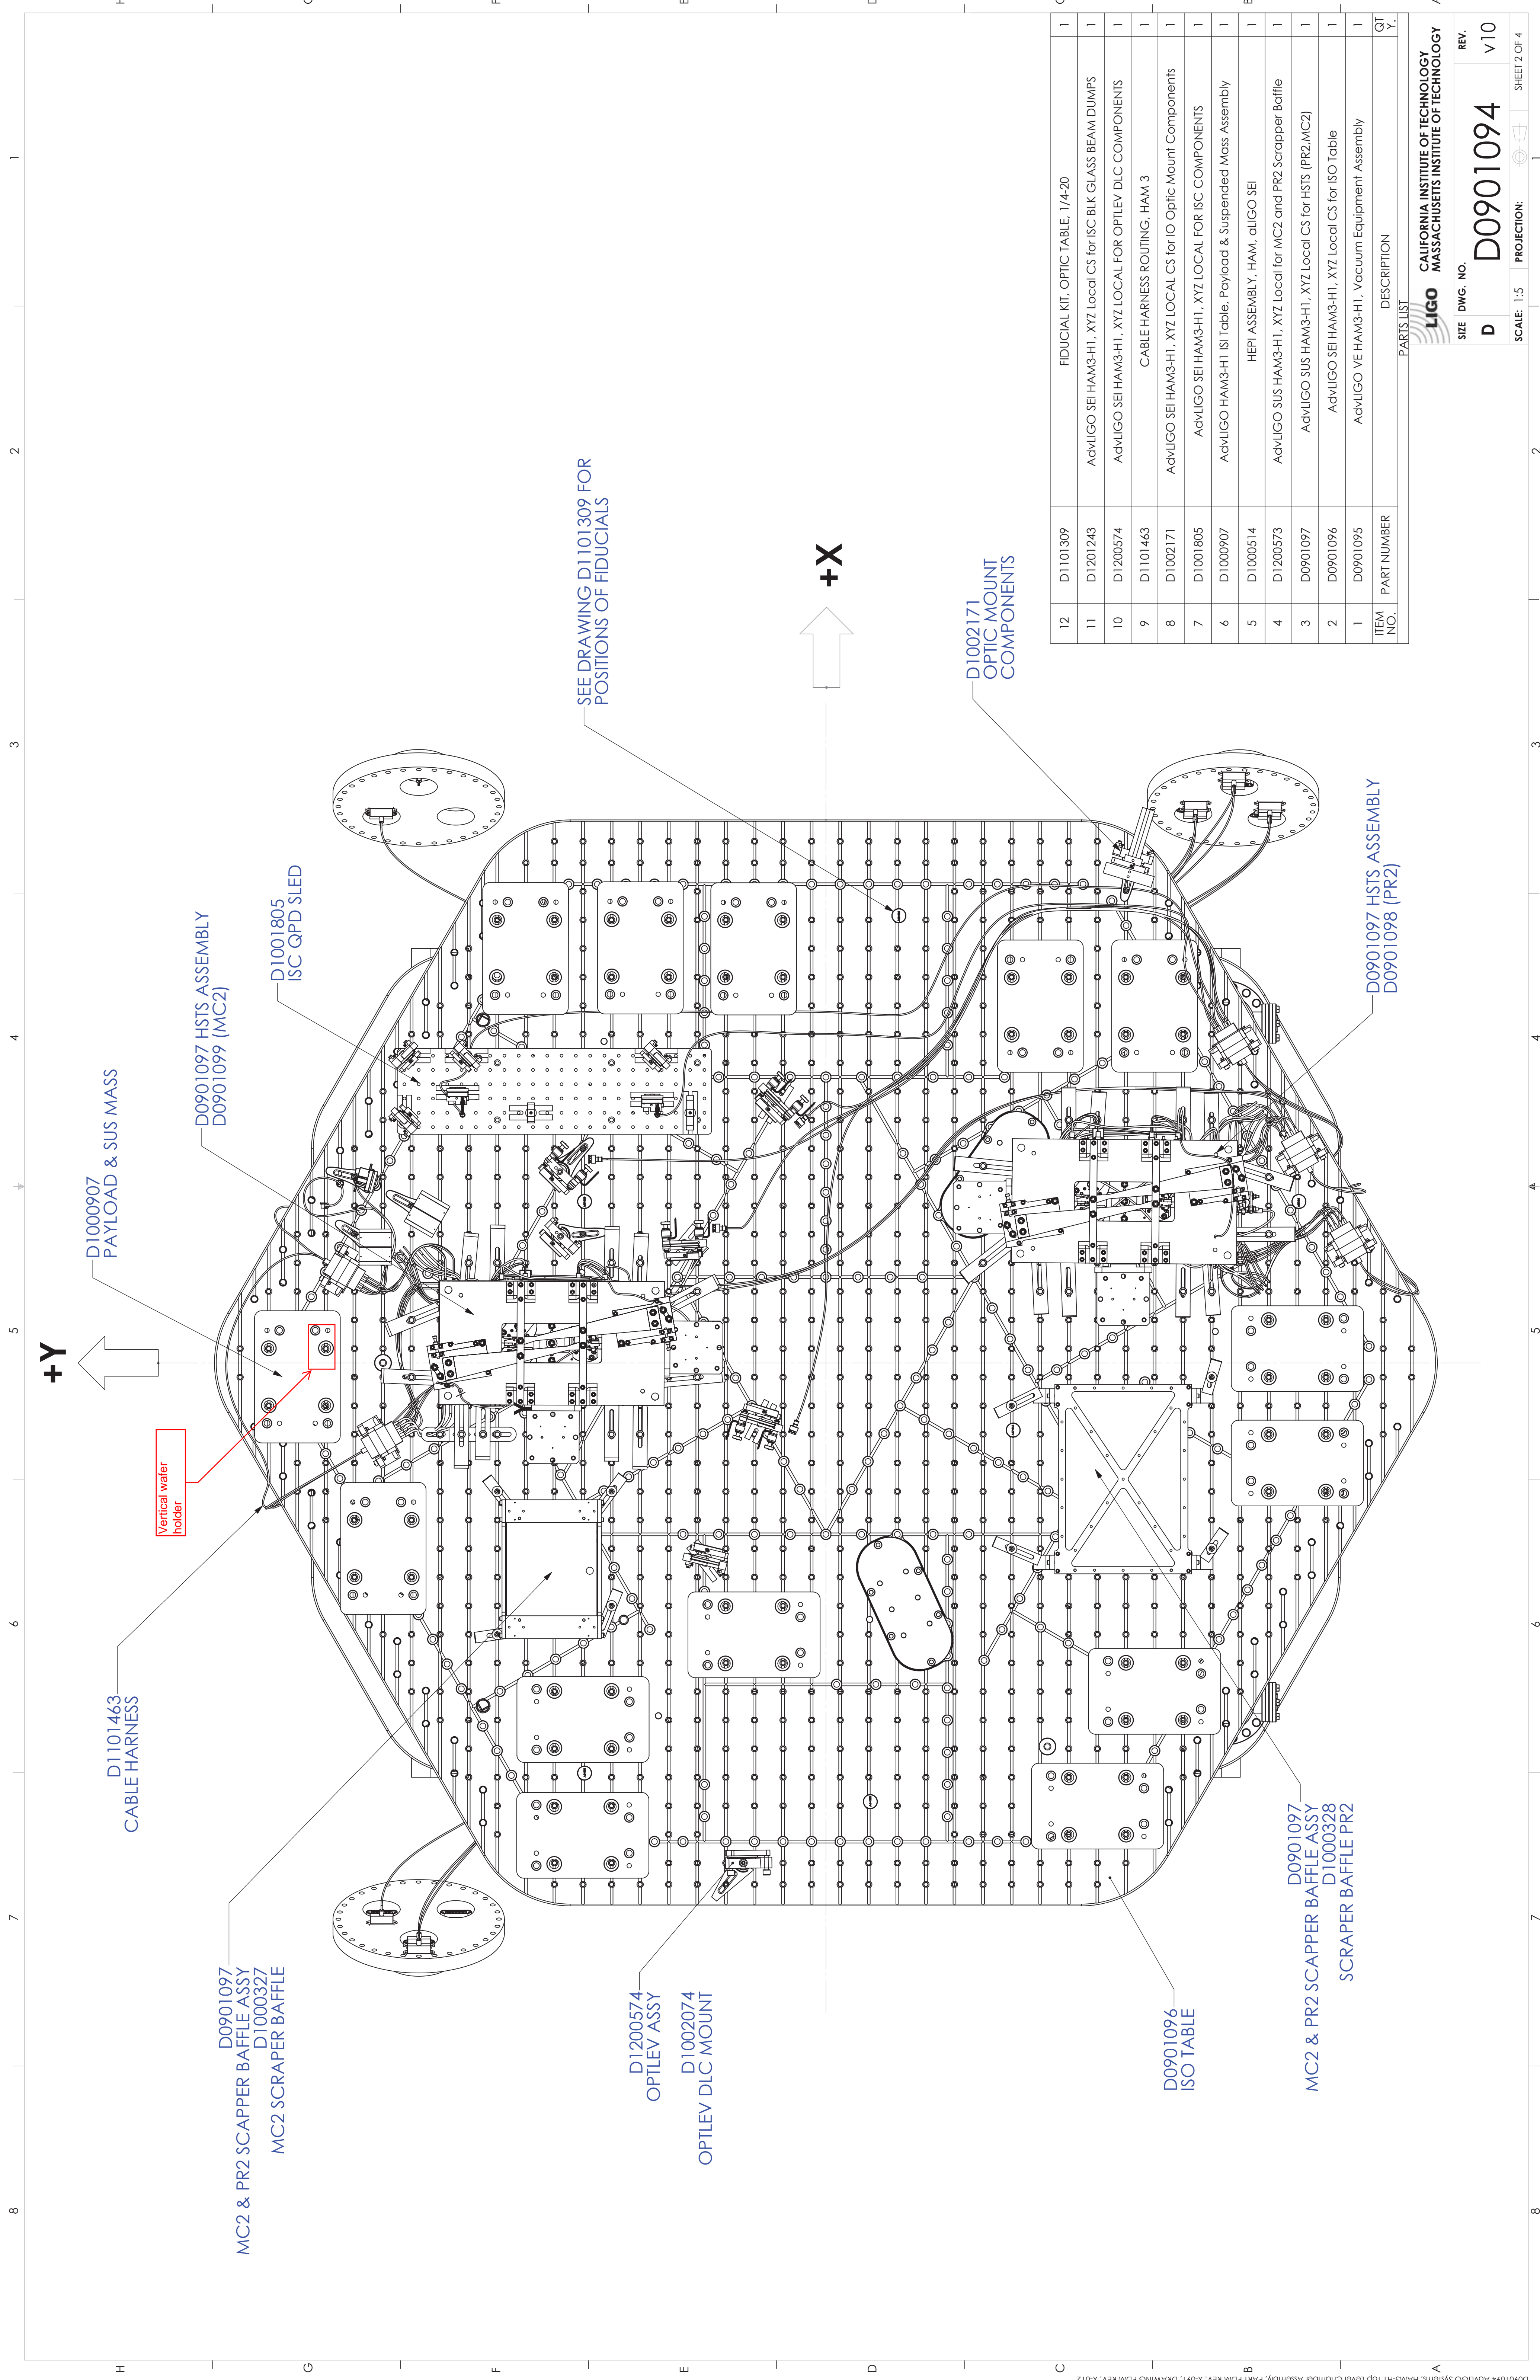 +Y
D1000907
PAYLOAD & SUS MASS
D0901097 HSTS ASSEMBLY
D0901099 (MC2)
D1001805
ISC QPD SLED
SEE DRAWING D1101309 FOR
POSITIONS OF FIDUCIALS
+X
D1002171
OPTIC MOUNT
COMPONENTS
D0901097 HSTS ASSEMBLY
D0901098 (PR2)
Vertical wafer
holder
D1101463
CABLE HARNESS
D0901097
MC2 & PR2 SCAPPER BAFFLE ASSY
D1000327
MC2 SCRAPER BAFFLE
D1200574
OPTLEV ASSY
D1002074
OPTLEV DLC MOUNT
D0901096
ISO TABLE
D0901097
MC2 & PR2 SCAPPER BAFFLE ASSY
D1000328
SCRAPER BAFFLE PR2
12 D1101309 FIDUCIAL KIT, OPTIC TABLE, 1/4-20 1
11 D1201243 AdvLIGO SEI HAM3-H1, XYZ Local CS for ISC BLK GLASS BEAM DUMPS 1
10 D1200574 AdvLIGO SEI HAM3-H1, XYZ LOCAL FOR OPTLEV DLC COMPONENTS 1
9 D1101463 CABLE HARNESS ROUTING, HAM 3 1
8 D1002171 AdvLIGO SEI HAM3-H1, XYZ LOCAL CS for IO Optic Mount Components 1
7 D1001805 AdvLIGO SEI HAM3-H1, XYZ LOCAL FOR ISC COMPONENTS 1
6 D1000907 AdvLIGO HAM3-H1 ISI Table, Payload & Suspended Mass Assembly 1
5 D1000514 HEPI ASSEMBLY, HAM, aLIGO SEI 1
4 D1200573 AdvLIGO SUS HAM3-H1, XYZ Local for MC2 and PR2 Scrapper Baffle 1
3 D0901097 AdvLIGO SUS HAM3-H1, XYZ Local CS for HSTS (PR2,MC2) 1
2 D0901096 AdvLIGO SEI HAM3-H1, XYZ Local CS for ISO Table 1
1 D0901095 AdvLIGO VE HAM3-H1, Vacuum Equipment Assembly 1
ITEM NO. PART NUMBER DESCRIPTION QTY.
PARTS LIST
LIGO
CALIFORNIA INSTITUTE OF TECHNOLOGY
MASSACHUSETTS INSTITUTE OF TECHNOLOGY
SIZE DWG. NO. REV.
D D0901094 v10
SCALE: 1:5 PROJECTION: SHEET 2 OF 4
8 7 6 5 4 3 2 1
8 7 6 5 4 3 2 1
H G F E D C B A